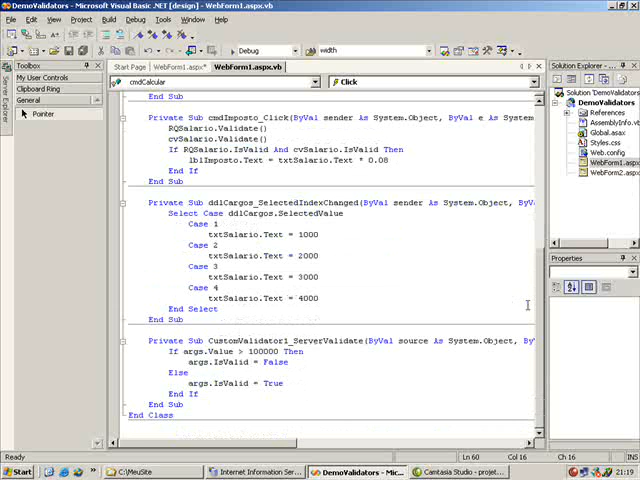 DemoValidators - Microsoft Visual Basic .NET [design] - WebForm1.aspx.vb
File Edit View Project Build Debug Tools Window Help
Debug width
Toolbox
My User Controls
Clipboard Ring
General
Pointer
Server Explorer
Start Page WebForm1.aspx* WebForm1.aspx.vb
cmdCalcular Click
End Sub
Private Sub cmdImposto_Click(ByVal sender As System.Object, ByVal e As System
RQSalario.Validate()
cvSalario.Validate()
If RQSalario.IsValid And cvSalario.IsValid Then
lblImposto.Text = txtSalario.Text * 0.08
End If
End Sub
Private Sub ddlCargos_SelectedIndexChanged(ByVal sender As System.Object, ByV
Select Case ddlCargos.SelectedValue
Case 1
txtSalario.Text = 1000
Case 2
txtSalario.Text = 2000
Case 3
txtSalario.Text = 3000
Case 4
txtSalario.Text = 4000
End Select
End Sub
Private Sub CustomValidator1_ServerValidate(ByVal source As System.Object, By
If args.Value > 100000 Then
args.IsValid = False
Else
args.IsValid = True
End If
End Sub
End Class
Solution Explorer -
Solution 'DemoValidators
DemoValidators
References
AssemblyInfo.vb
Global.asax
Styles.css
Web.config
WebForm1.aspx
WebForm2.aspx
Properties
Ready Ln 60 Col 16 Ch 16 INS
Start C:\MeuSite Internet Information Ser... DemoValidators - Mic... Camtasia Studio - projet... 21:19